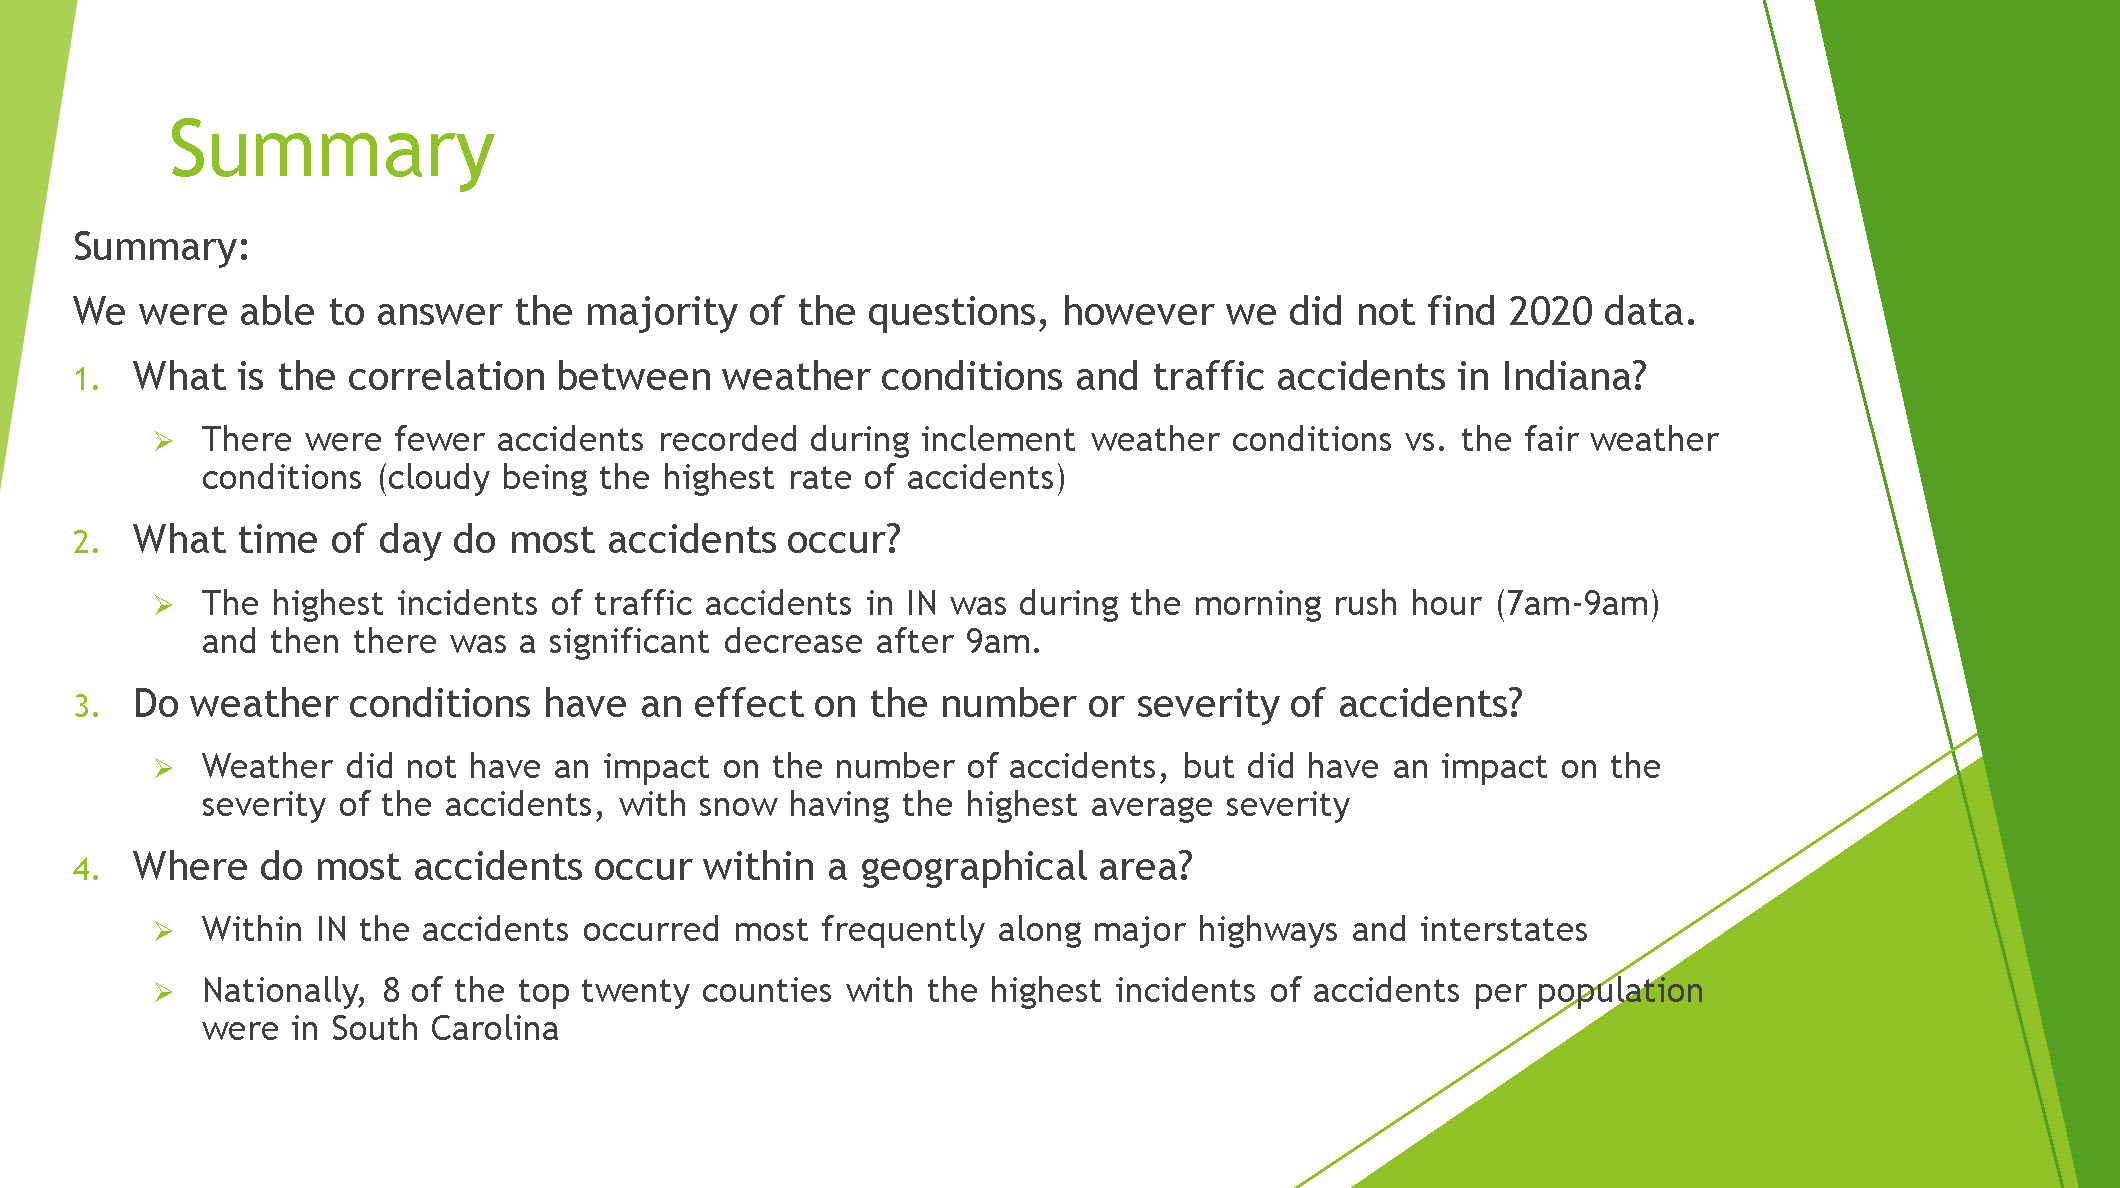 Summary
Summary:
We were able to answer the majority of the questions, however we did not find 2020 data.
1. What is the correlation between weather conditions and traffic accidents in Indiana?
➢ There were fewer accidents recorded during inclement weather conditions vs. the fair weather
conditions (cloudy being the highest rate of accidents)
2. What time of day do most accidents occur?
➢ The highest incidents of traffic accidents in IN was during the morning rush hour (7am-9am)
and then there was a significant decrease after 9am.
3. Do weather conditions have an effect on the number or severity of accidents?
➢ Weather did not have an impact on the number of accidents, but did have an impact on the
severity of the accidents, with snow having the highest average severity
4. Where do most accidents occur within a geographical area?
➢ Within IN the accidents occurred most frequently along major highways and interstates
➢ Nationally, 8 of the top twenty counties with the highest incidents of accidents per population
were in South Carolina